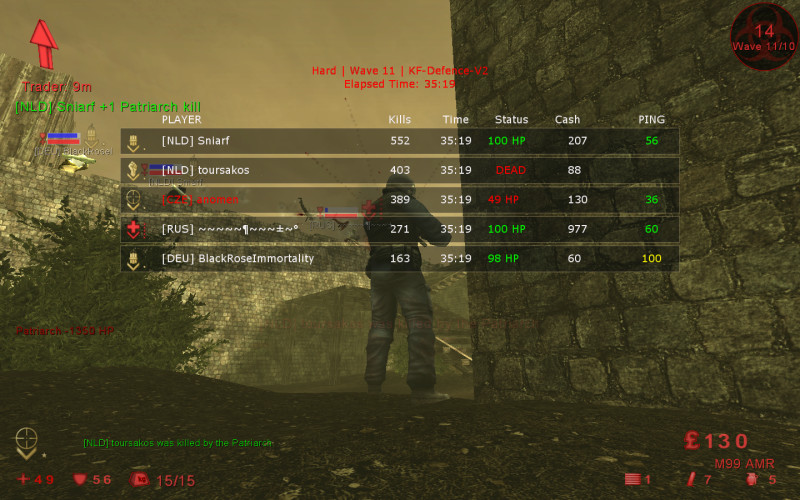 14
Wave 11/10
Hard | Wave 11 | KF-Defence-V2
Elapsed Time: 35:19
Trader: 9m
[NLD] Sniarf +1 Patriarch kill
PLAYER Kills Time Status Cash PING
[NLD] Sniarf 552 35:19 100 HP 207 56
[NLD] toursakos 403 35:19 DEAD 88
389 35:19 49 HP 130 36
[RUS] ~~~~~¶~~~±~° 271 35:19 100 HP 977 60
[DEU] BlackRoseImmortality 163 35:19 98 HP 60 100
Patriarch -1350 HP
[NLD] toursakos was killed by the Patriarch
£130
M99 AMR
49 56 15/15 1 7 5